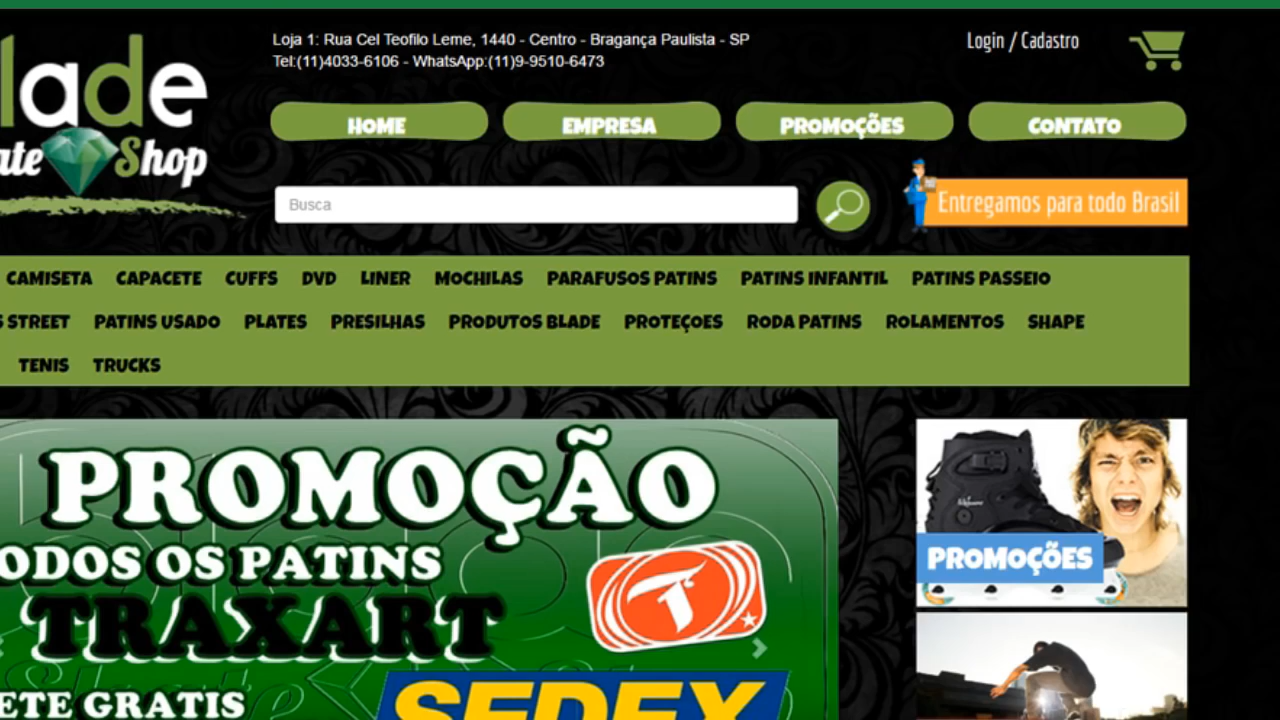 Loja 1: Rua Cel Teofilo Leme, 1440 - Centro - Bragança Paulista - SP
Tel:(11)4033-6106 - WhatsApp:(11)9-9510-6473
Login / Cadastro
lade
ate Shop
HOME EMPRESA PROMOÇÕES CONTATO
Busca
Entregamos para todo Brasil
CAMISETA CAPACETE CUFFS DVD LINER MOCHILAS PARAFUSOS PATINS PATINS INFANTIL PATINS PASSEIO
S STREET PATINS USADO PLATES PRESILHAS PRODUTOS BLADE PROTEÇOES RODA PATINS ROLAMENTOS SHAPE
TENIS TRUCKS
PROMOÇÃO
ODOS OS PATINS
TRAXART
T
ETE GRATIS
SEDEX
PROMOÇÕES